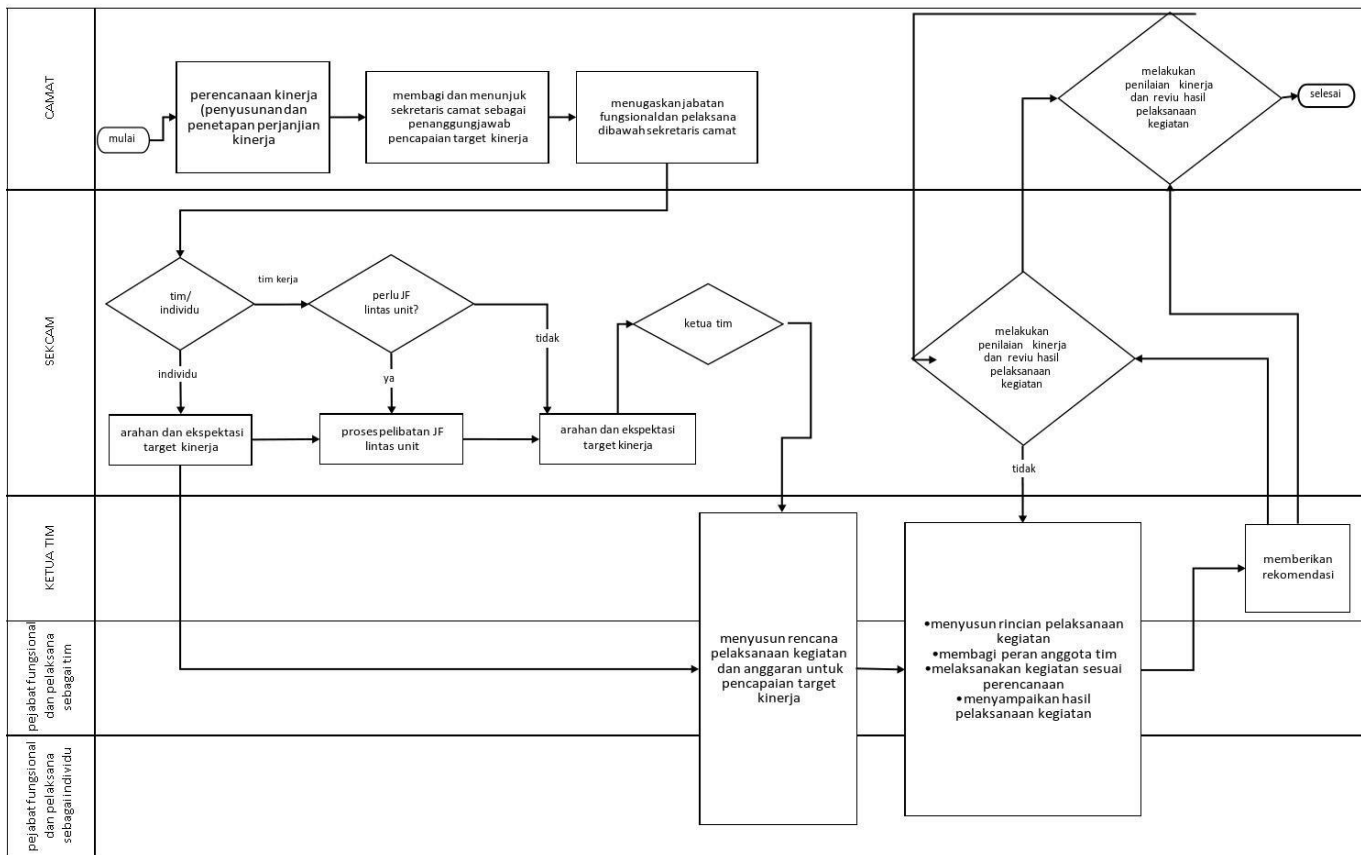 CAMAT
mulai
perencanaan kinerja
(penyusunan dan
penetapan perjanjian
kinerja)
membagi dan menunjuk
sekretaris camat sebagai
penanggungjawab
pencapaian target kinerja
menugaskan jabatan
fungsional dan pelaksana
dibawah sekretaris camat
melakukan
penilaian kinerja
dan reviu hasil
pelaksanaan
kegiatan
selesai
SEKCAM
tim/
individu
tim kerja
perlu JF
lintas unit?
tidak
ketua tim
individu
ya
arahan dan ekspektasi
target kinerja
proses pelibatan JF
lintas unit
arahan dan ekspektasi
target kinerja
melakukan
penilaian kinerja
dan reviu hasil
pelaksanaan
kegiatan
tidak
KETUA TIM
memberikan
rekomendasi
pejabat fungsional
dan pelaksana
sebagai tim
menyusun rencana
pelaksanaan kegiatan
dan anggaran untuk
pencapaian target
kinerja
•menyusun rincian pelaksanaan
kegiatan
•membagi peran anggota tim
•melaksanakan kegiatan sesuai
perencanaan
•menyampaikan hasil
pelaksanaan kegiatan
pejabat fungsional
dan pelaksana
sebagai individu